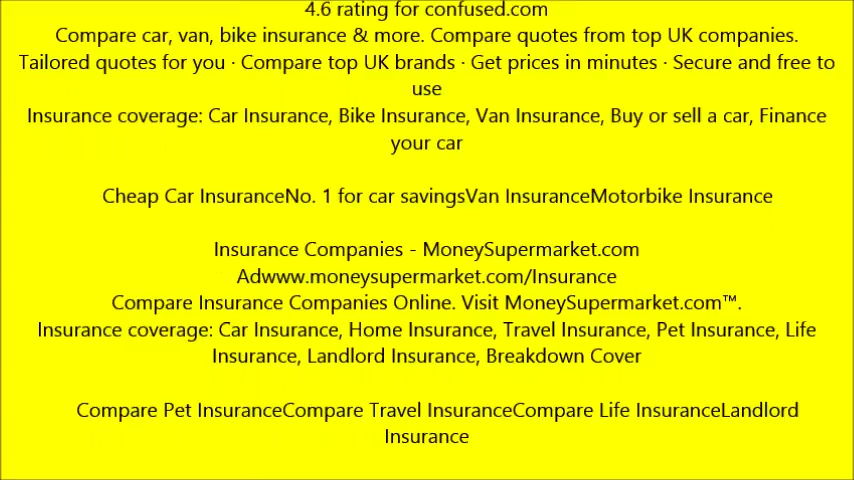 4.6 rating for confused.com
Compare car, van, bike insurance & more. Compare quotes from top UK companies.
Tailored quotes for you · Compare top UK brands · Get prices in minutes · Secure and free to
use
Insurance coverage: Car Insurance, Bike Insurance, Van Insurance, Buy or sell a car, Finance
your car
Cheap Car InsuranceNo. 1 for car savingsVan InsuranceMotorbike Insurance
Insurance Companies - MoneySupermarket.com
Adwww.moneysupermarket.com/Insurance
Compare Insurance Companies Online. Visit MoneySupermarket.com™.
Insurance coverage: Car Insurance, Home Insurance, Travel Insurance, Pet Insurance, Life
Insurance, Landlord Insurance, Breakdown Cover
Compare Pet InsuranceCompare Travel InsuranceCompare Life InsuranceLandlord
Insurance